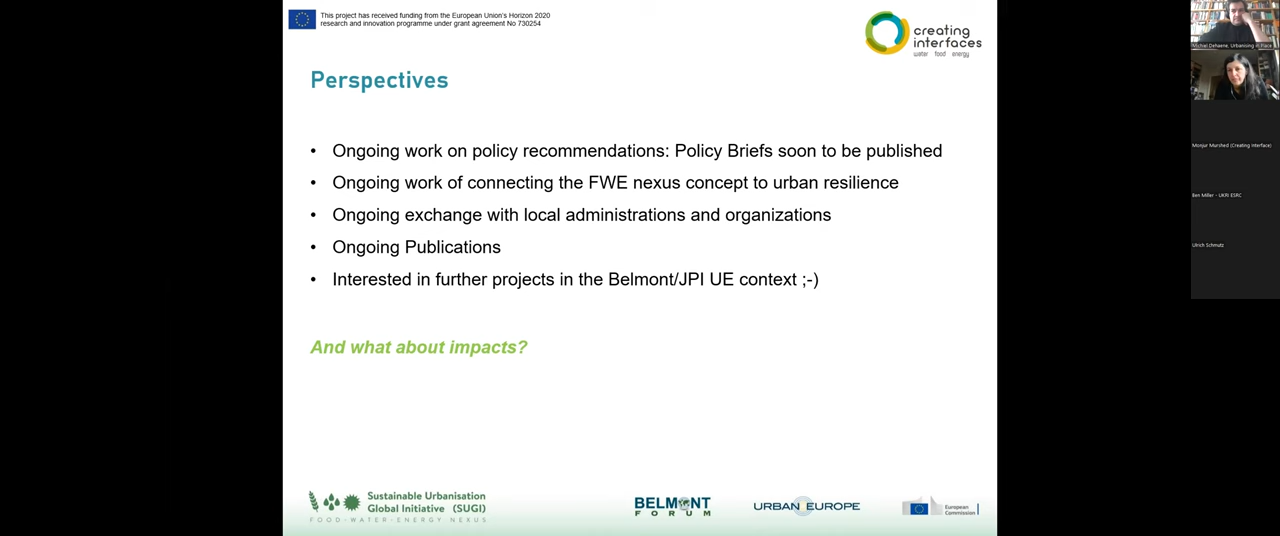 This project has received funding from the European Union's Horizon 2020
research and innovation programme under grant agreement No 730254
creating
interfaces
water food energy
Perspectives
• Ongoing work on policy recommendations: Policy Briefs soon to be published
• Ongoing work of connecting the FWE nexus concept to urban resilience
• Ongoing exchange with local administrations and organizations
• Ongoing Publications
• Interested in further projects in the Belmont/JPI UE context ;-)
And what about impacts?
Sustainable Urbanisation
Global Initiative (SUGI)
FOOD-WATER-ENERGY NEXUS
BELMONT
FORUM
URBAN EUROPE
European
Commission
Michiel Dehaene, Urbanising in Place
Monjur Murshed (Creating Interface)
Ben Miller - UKRI ESRC
Ulrich Schmutz